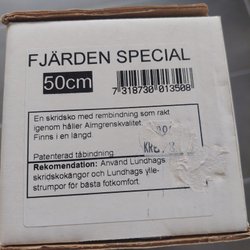 FJÄRDEN SPECIAL
50cm
7 318730 013508
En skridsko med rembindning som rakt
igenom håller Almgrenskvalitet.
Finns i en längd
Patenterad tåbindning.
Rekommendation: Använd Lundhags
skridskokängor och Lundhags ylle-
strumpor för bästa fotkomfort.